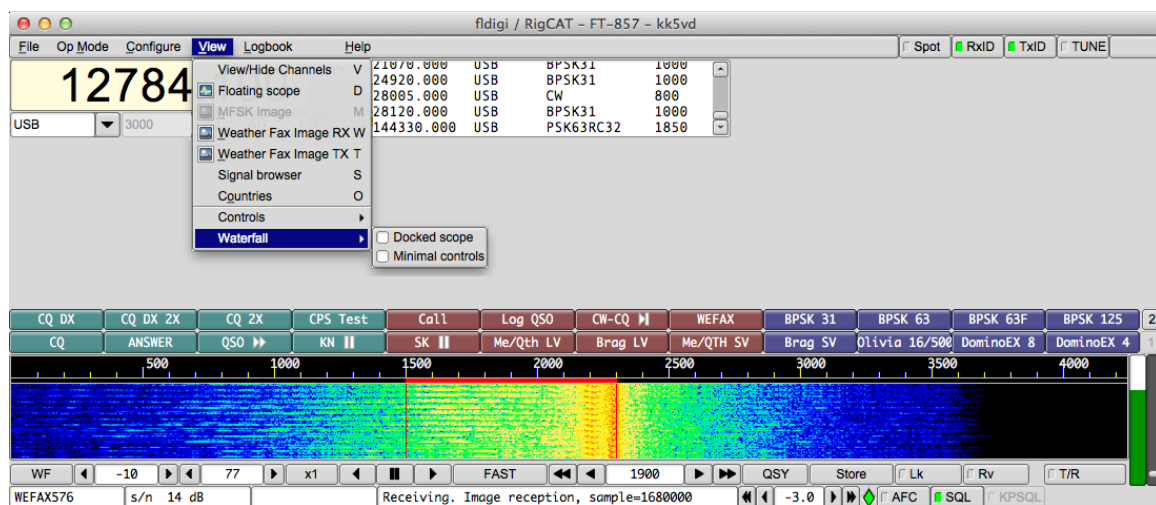 fldigi / RigCAT - FT-857 - kk5vd
File Op Mode Configure View Logbook Help Spot RxID TxID TUNE
12784
USB 3000
View/Hide Channels V
Floating scope D
MFSK Image M
Weather Fax Image RX W
Weather Fax Image TX T
Signal browser S
Countries O
Controls
Waterfall
Docked scope
Minimal controls
21070.000 USB BPSK31 1000
24920.000 USB BPSK31 1000
28005.000 USB CW 800
28120.000 USB BPSK31 1000
144330.000 USB PSK63RC32 1850
CQ DX CQ DX 2X CQ 2X CPS Test Call Log QSO CW-CQ WEFAX BPSK 31 BPSK 63 BPSK 63F BPSK 125 2
CQ ANSWER QSO KN SK Me/Qth LV Brag LV Me/QTH SV Brag SV Olivia 16/500 DominoEX 8 DominoEX 4 1
500 1000 1500 2000 2500 3000 3500 4000
WF -10 77 x1 FAST 1900 QSY Store Lk Rv T/R
WEFAX576 s/n 14 dB Receiving. Image reception, sample=1680000 -3.0 AFC SQL KPSQL